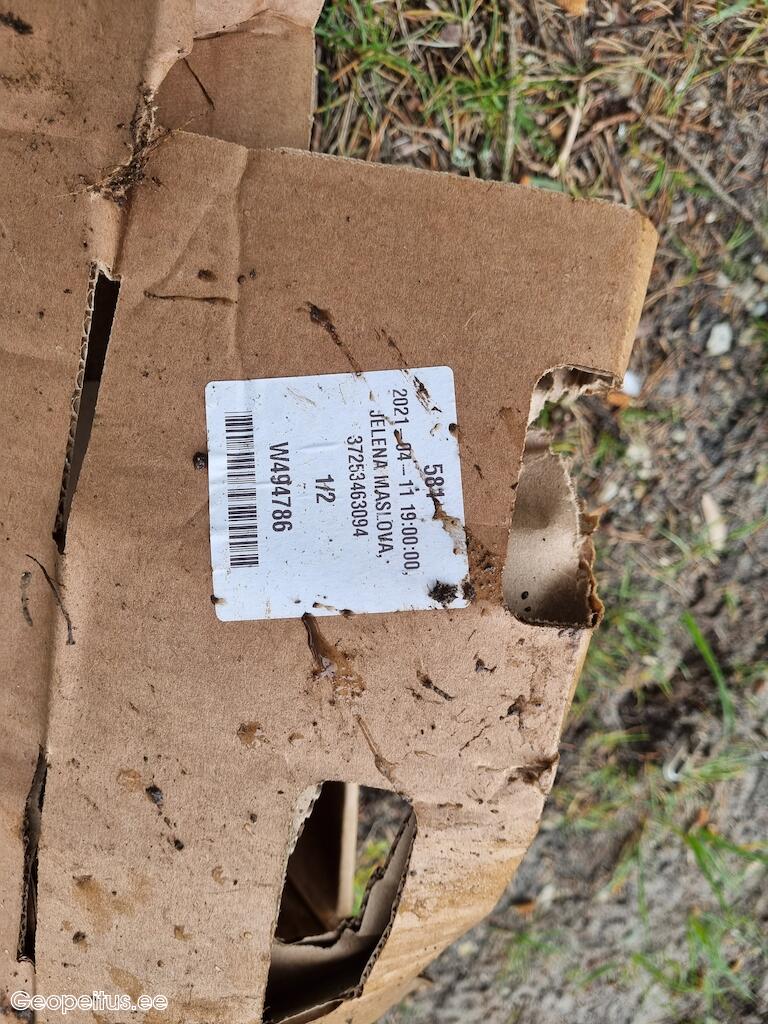 581
2021-04-11 19:00:00,
JELENA MASLOVA,
37253463094
1/2
W494786
Geopeitus.ee